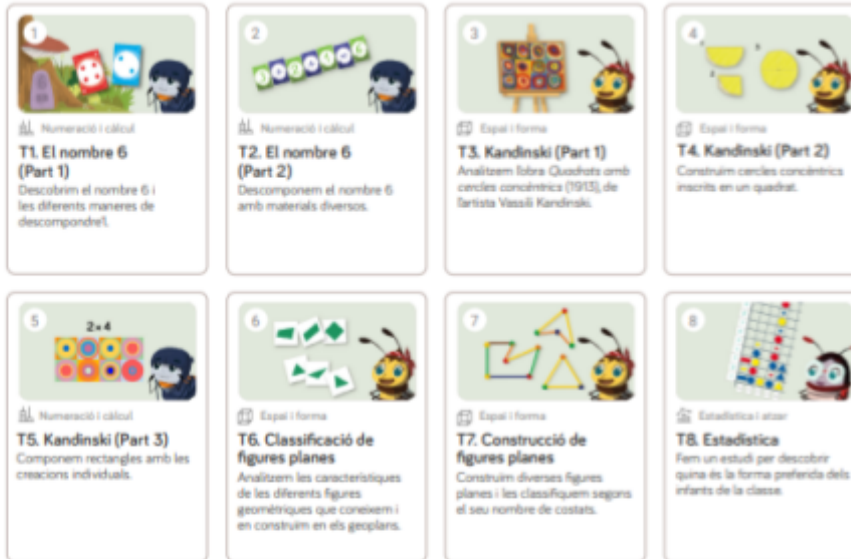 1
Numeració i càlcul
T1. El nombre 6
(Part 1)
Descobrim el nombre 6 i
les diferents maneres de
descompondre'l.
2
3+2+1=6
Numeració i càlcul
T2. El nombre 6
(Part 2)
Descomponem el nombre 6
amb materials diversos.
3
Espai i forma
T3. Kandinski (Part 1)
Analitzem l'obra Quadrats amb
cercles concèntrics (1913), de
l'artista Vassili Kandinski.
4
Espai i forma
T4. Kandinski (Part 2)
Construïm cercles concèntrics
inscrits en un quadrat.
5
2×4
Numeració i càlcul
T5. Kandinski (Part 3)
Componem rectangles amb les
creacions individuals.
6
Espai i forma
T6. Classificació de
figures planes
Analitzem les característiques
de les diferents figures
geomètriques que coneixem i
en construïm en els geoplans.
7
Espai i forma
T7. Construcció de
figures planes
Construïm diverses figures
planes i les classifiquem segons
el seu nombre de costats.
8
Estadística i atzar
T8. Estadística
Fem un estudi per descobrir
quina és la forma preferida dels
infants de la classe.